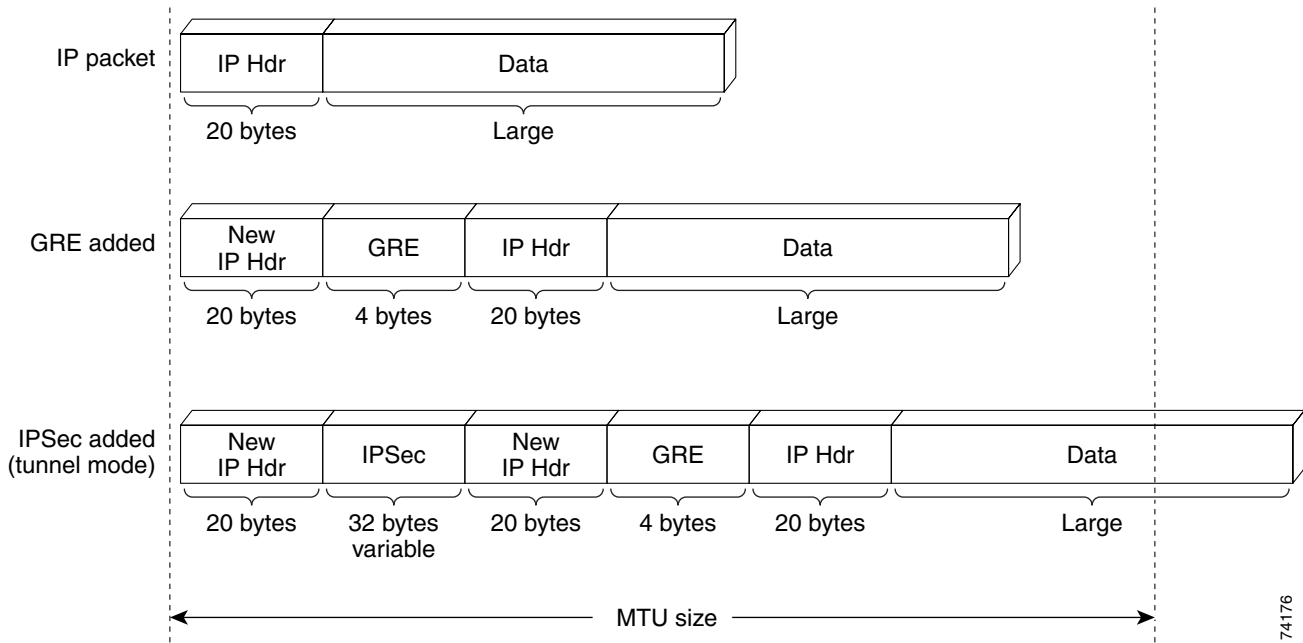 IP packet
IP Hdr
Data
20 bytes
Large
GRE added
New
IP Hdr
GRE
IP Hdr
Data
20 bytes
4 bytes
20 bytes
Large
IPSec added
(tunnel mode)
New
IP Hdr
IPSec
New
IP Hdr
GRE
IP Hdr
Data
20 bytes
32 bytes
variable
20 bytes
4 bytes
20 bytes
Large
MTU size
74176